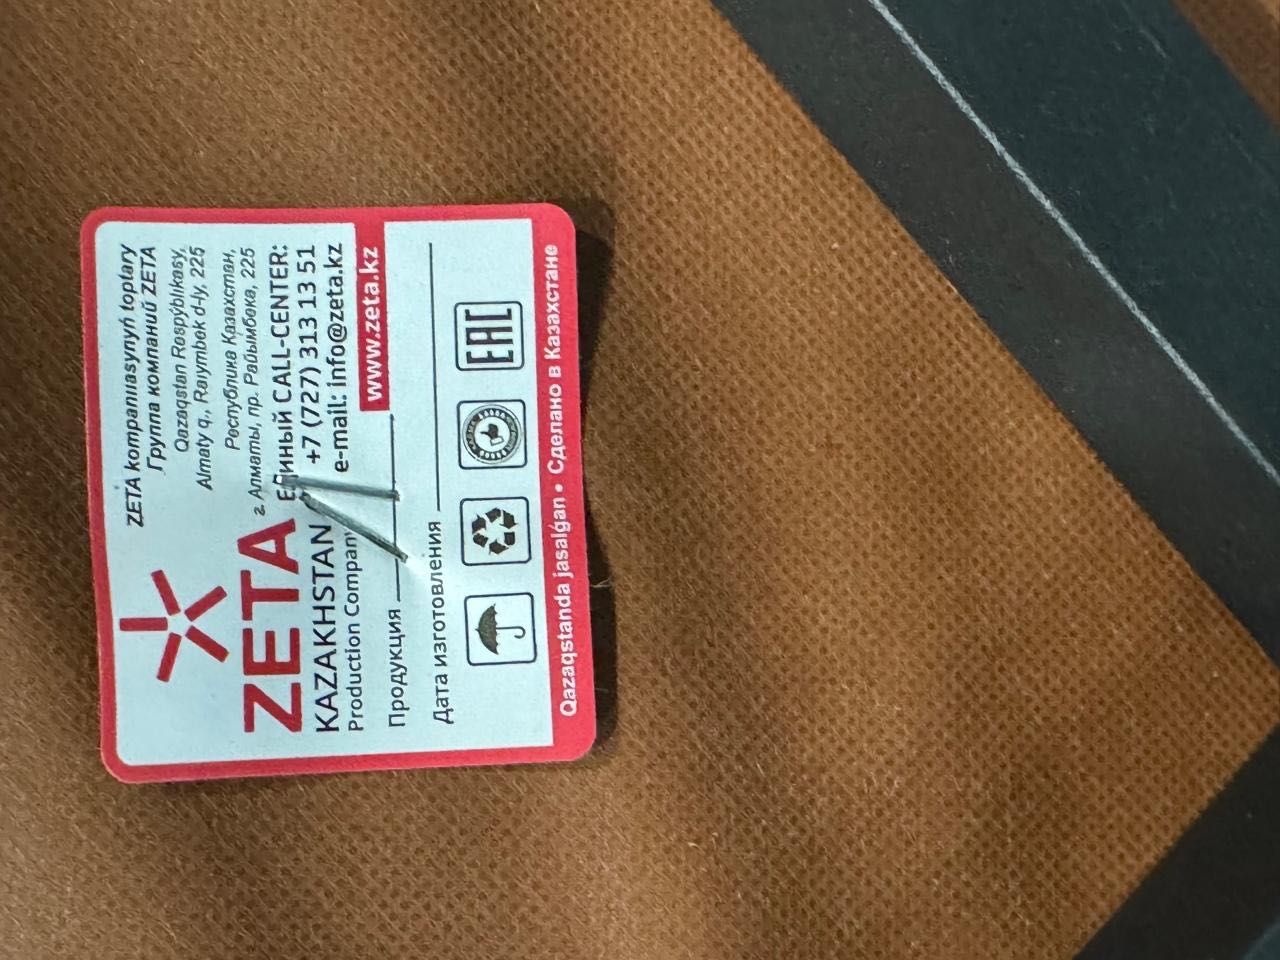 ZETA kompanııasynyń toptary
Группа компаний ZETA
Qazaqstan Respýblıkasy,
Almaty q., Raıymbek d-ly, 225
Республика Казахстан,
г. Алматы, пр. Райымбека, 225
ЕДИНЫЙ CALL-CENTER:
+7 (727) 313 13 51
e-mail: info@zeta.kz
www.zeta.kz
ZETA
KAZAKHSTAN
Production Company
Продукция
Дата изготовления
EAC
Qazaqstanda jasalǵan • Сделано в Казахстане